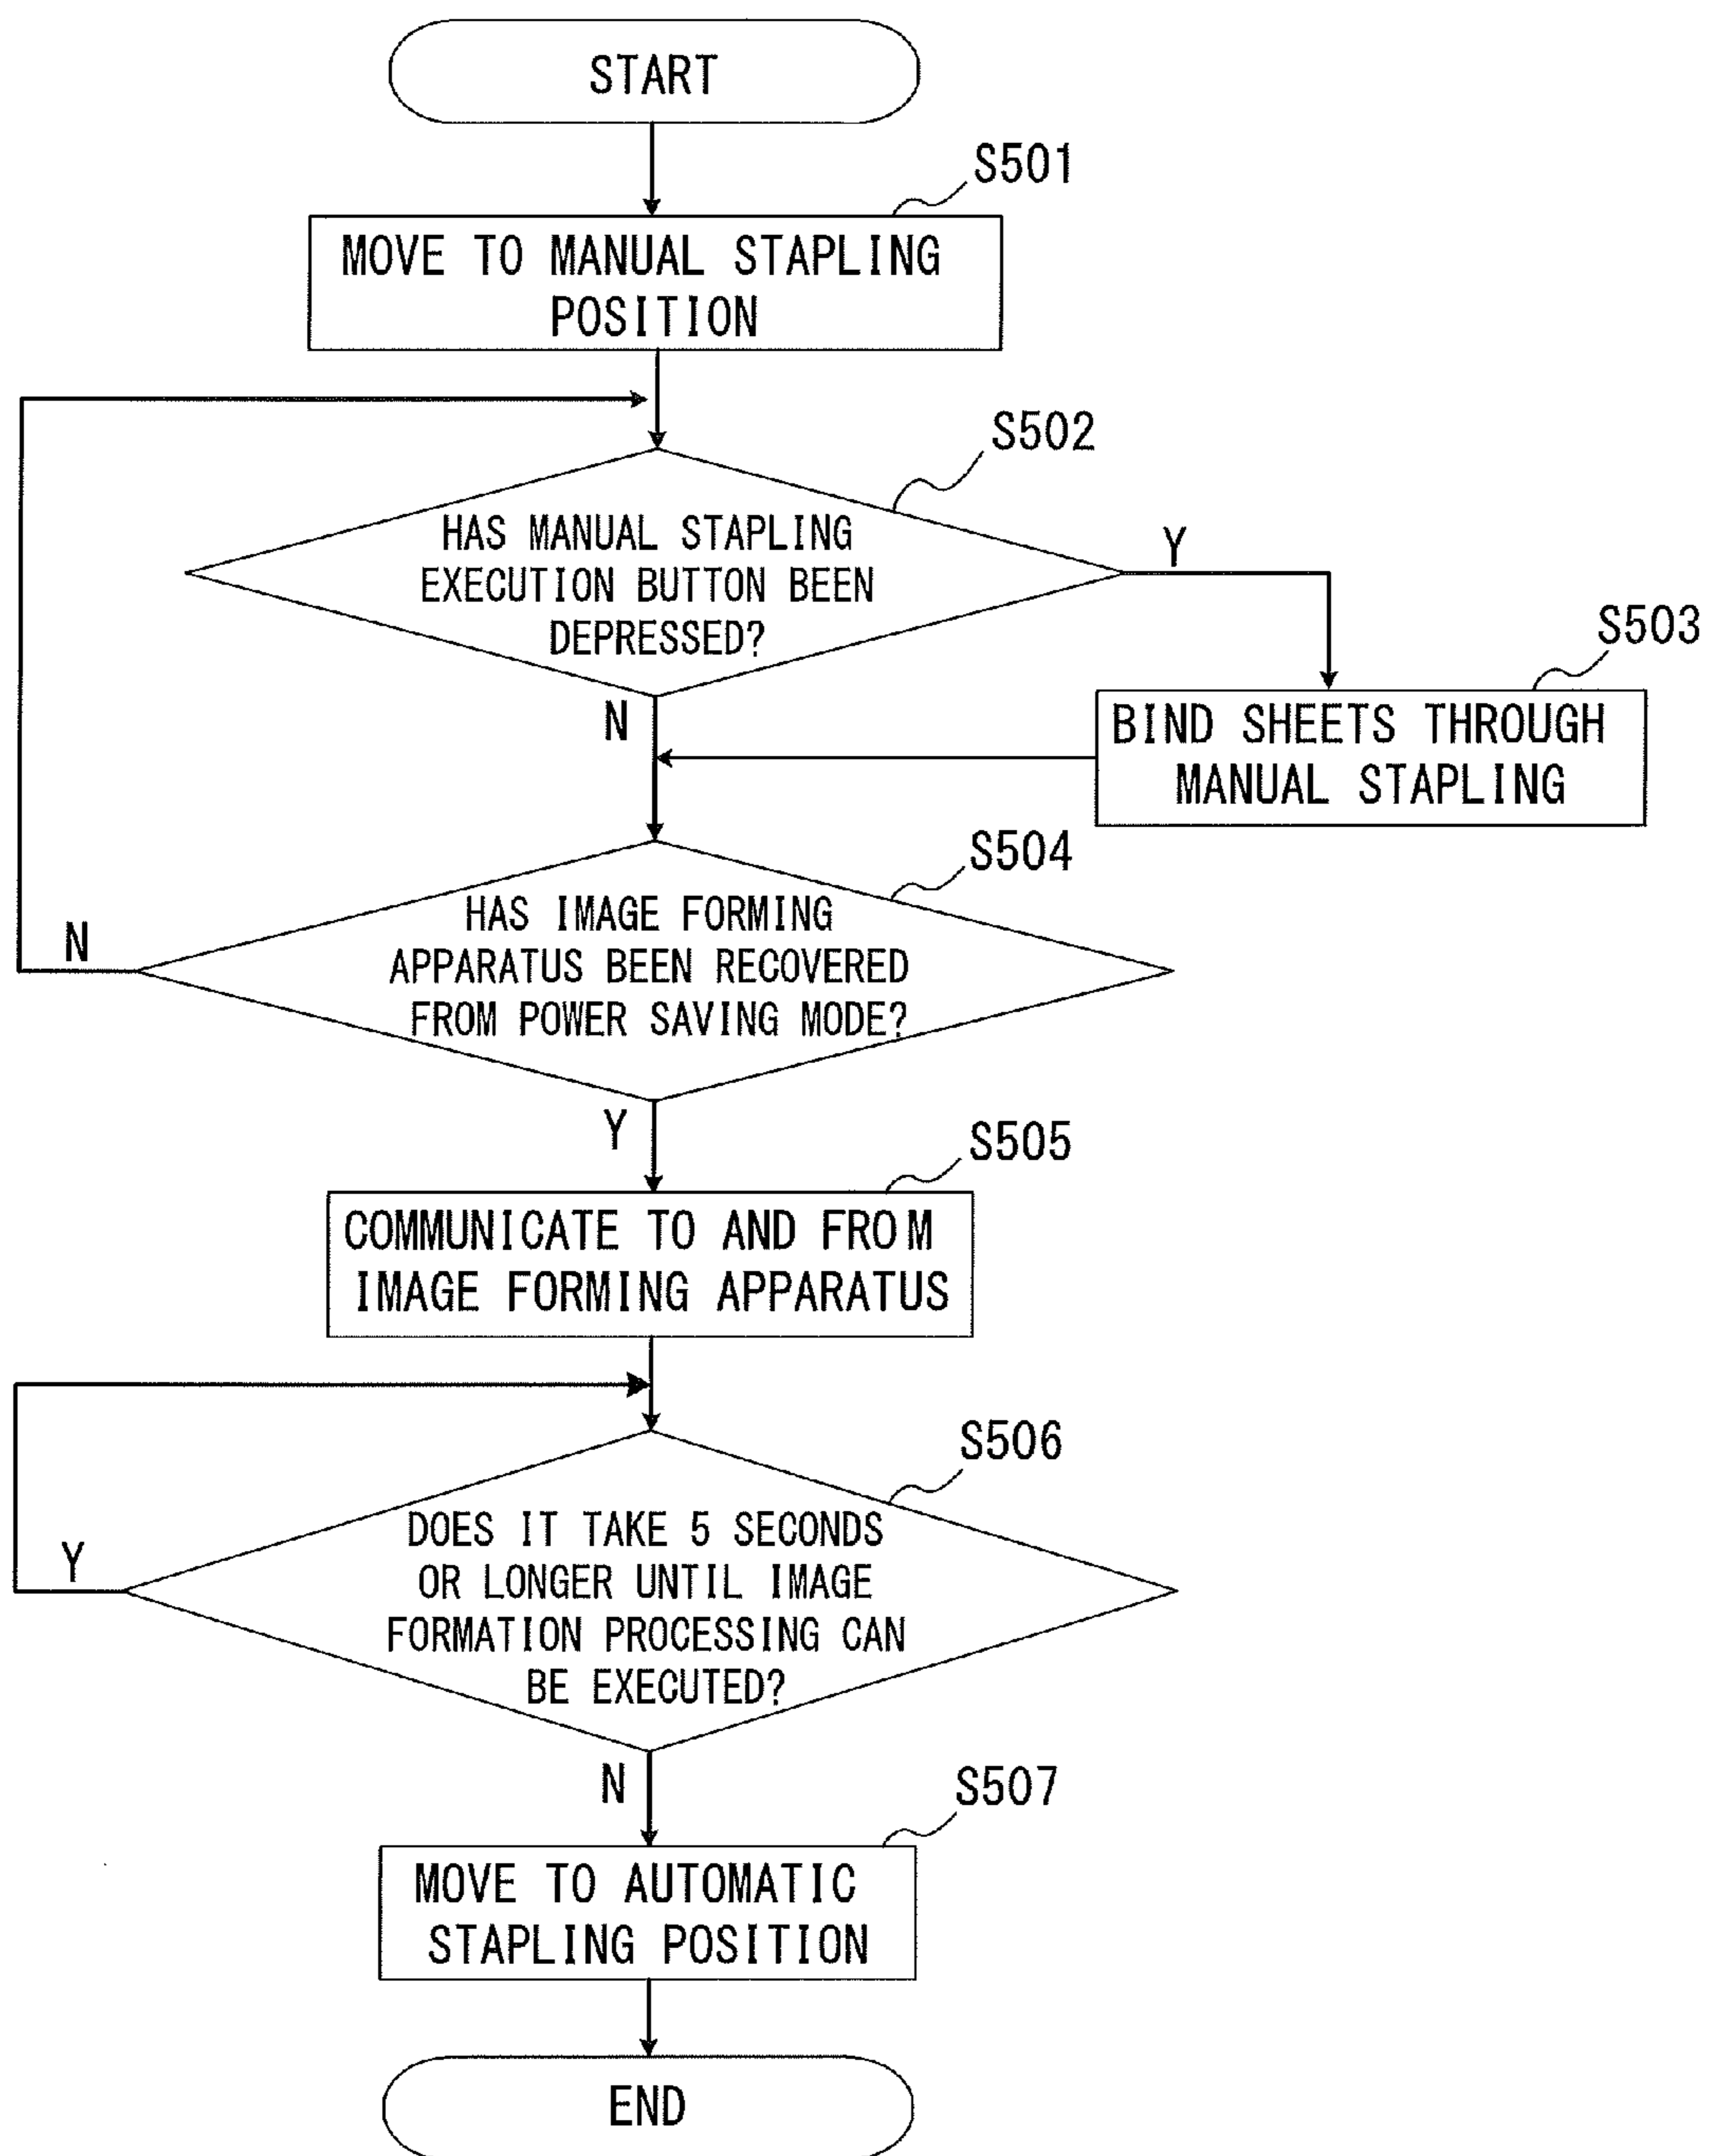 START
S501
MOVE TO MANUAL STAPLING
POSITION
S502
HAS MANUAL STAPLING
EXECUTION BUTTON BEEN
DEPRESSED?
Y
S503
BIND SHEETS THROUGH
MANUAL STAPLING
N
S504
HAS IMAGE FORMING
APPARATUS BEEN RECOVERED
FROM POWER SAVING MODE?
N
Y
S505
COMMUNICATE TO AND FROM
IMAGE FORMING APPARATUS
S506
DOES IT TAKE 5 SECONDS
OR LONGER UNTIL IMAGE
FORMATION PROCESSING CAN
BE EXECUTED?
Y
N
S507
MOVE TO AUTOMATIC
STAPLING POSITION
END